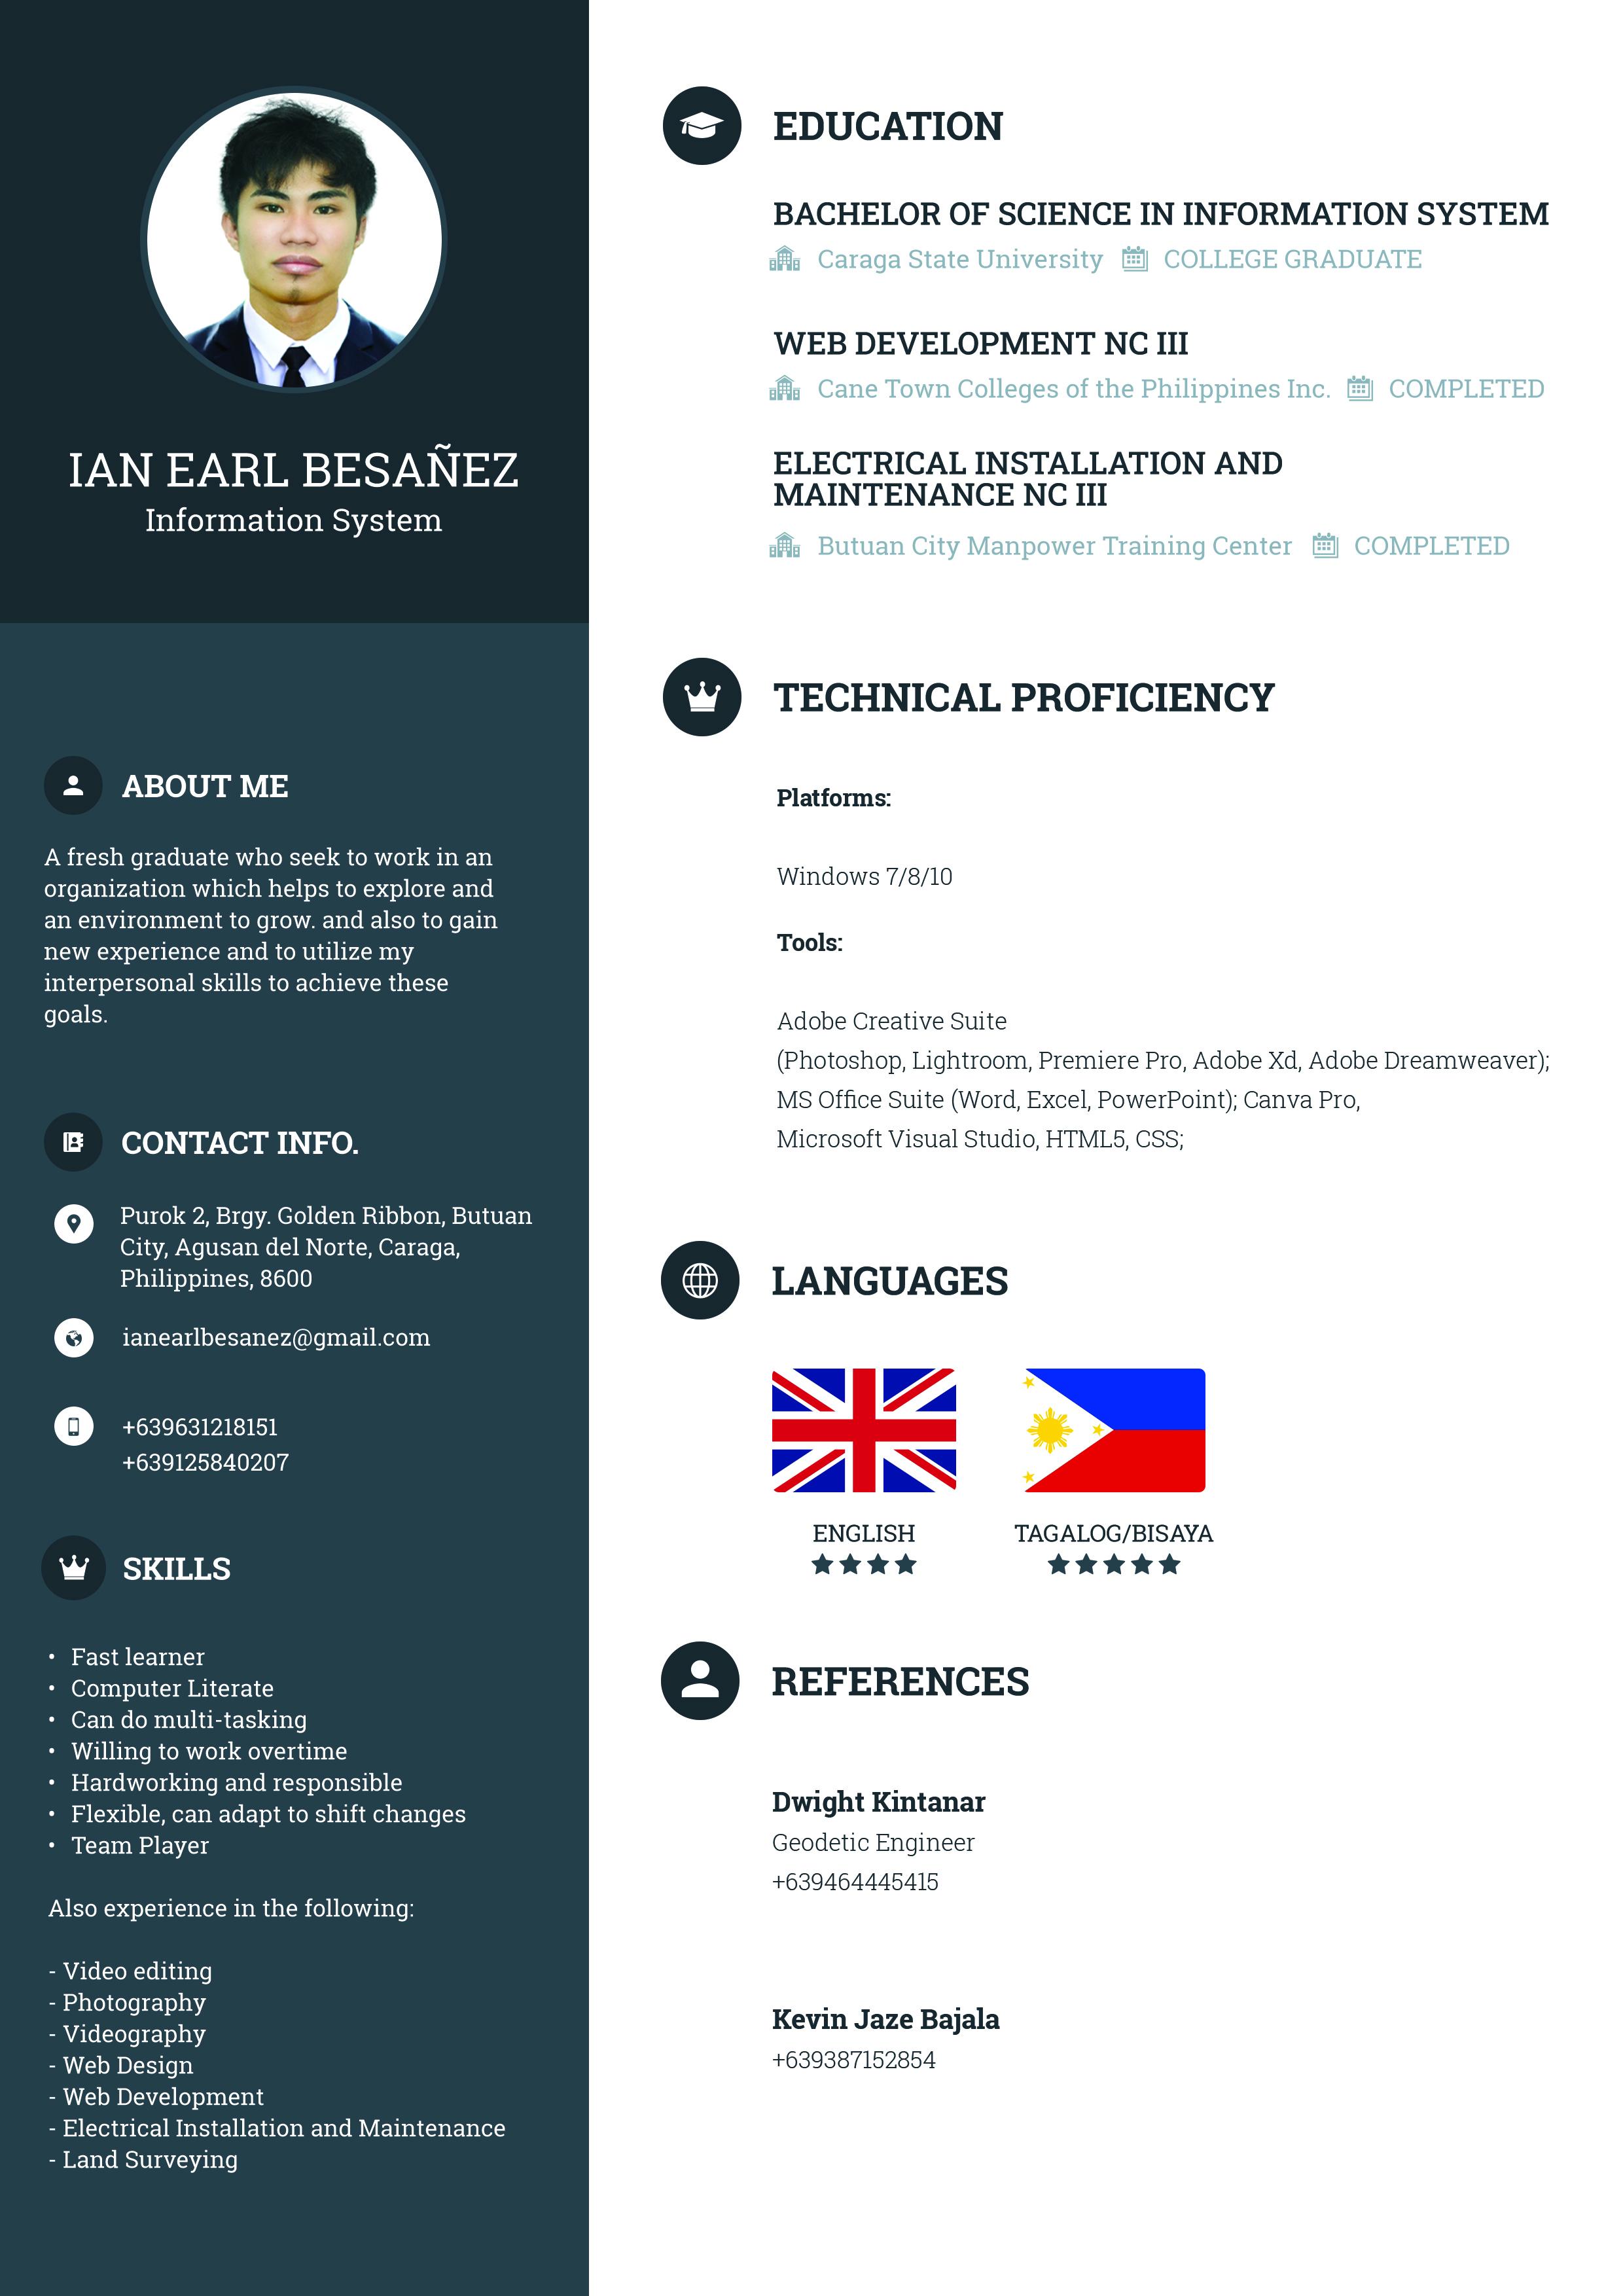 IAN EARL BESAÑEZ
Information System
ABOUT ME
A fresh graduate who seek to work in an
organization which helps to explore and
an environment to grow. and also to gain
new experience and to utilize my
interpersonal skills to achieve these
goals.
CONTACT INFO.
Purok 2, Brgy. Golden Ribbon, Butuan
City, Agusan del Norte, Caraga,
Philippines, 8600
ianearlbesanez@gmail.com
+639631218151
+639125840207
SKILLS
• Fast learner
• Computer Literate
• Can do multi-tasking
• Willing to work overtime
• Hardworking and responsible
• Flexible, can adapt to shift changes
• Team Player
Also experience in the following:
- Video editing
- Photography
- Videography
- Web Design
- Web Development
- Electrical Installation and Maintenance
- Land Surveying
EDUCATION
BACHELOR OF SCIENCE IN INFORMATION SYSTEM
Caraga State University COLLEGE GRADUATE
WEB DEVELOPMENT NC III
Cane Town Colleges of the Philippines Inc. COMPLETED
ELECTRICAL INSTALLATION AND
MAINTENANCE NC III
Butuan City Manpower Training Center COMPLETED
TECHNICAL PROFICIENCY
Platforms:
Windows 7/8/10
Tools:
Adobe Creative Suite
(Photoshop, Lightroom, Premiere Pro, Adobe Xd, Adobe Dreamweaver);
MS Office Suite (Word, Excel, PowerPoint); Canva Pro,
Microsoft Visual Studio, HTML5, CSS;
LANGUAGES
ENGLISH
TAGALOG/BISAYA
REFERENCES
Dwight Kintanar
Geodetic Engineer
+639464445415
Kevin Jaze Bajala
+639387152854